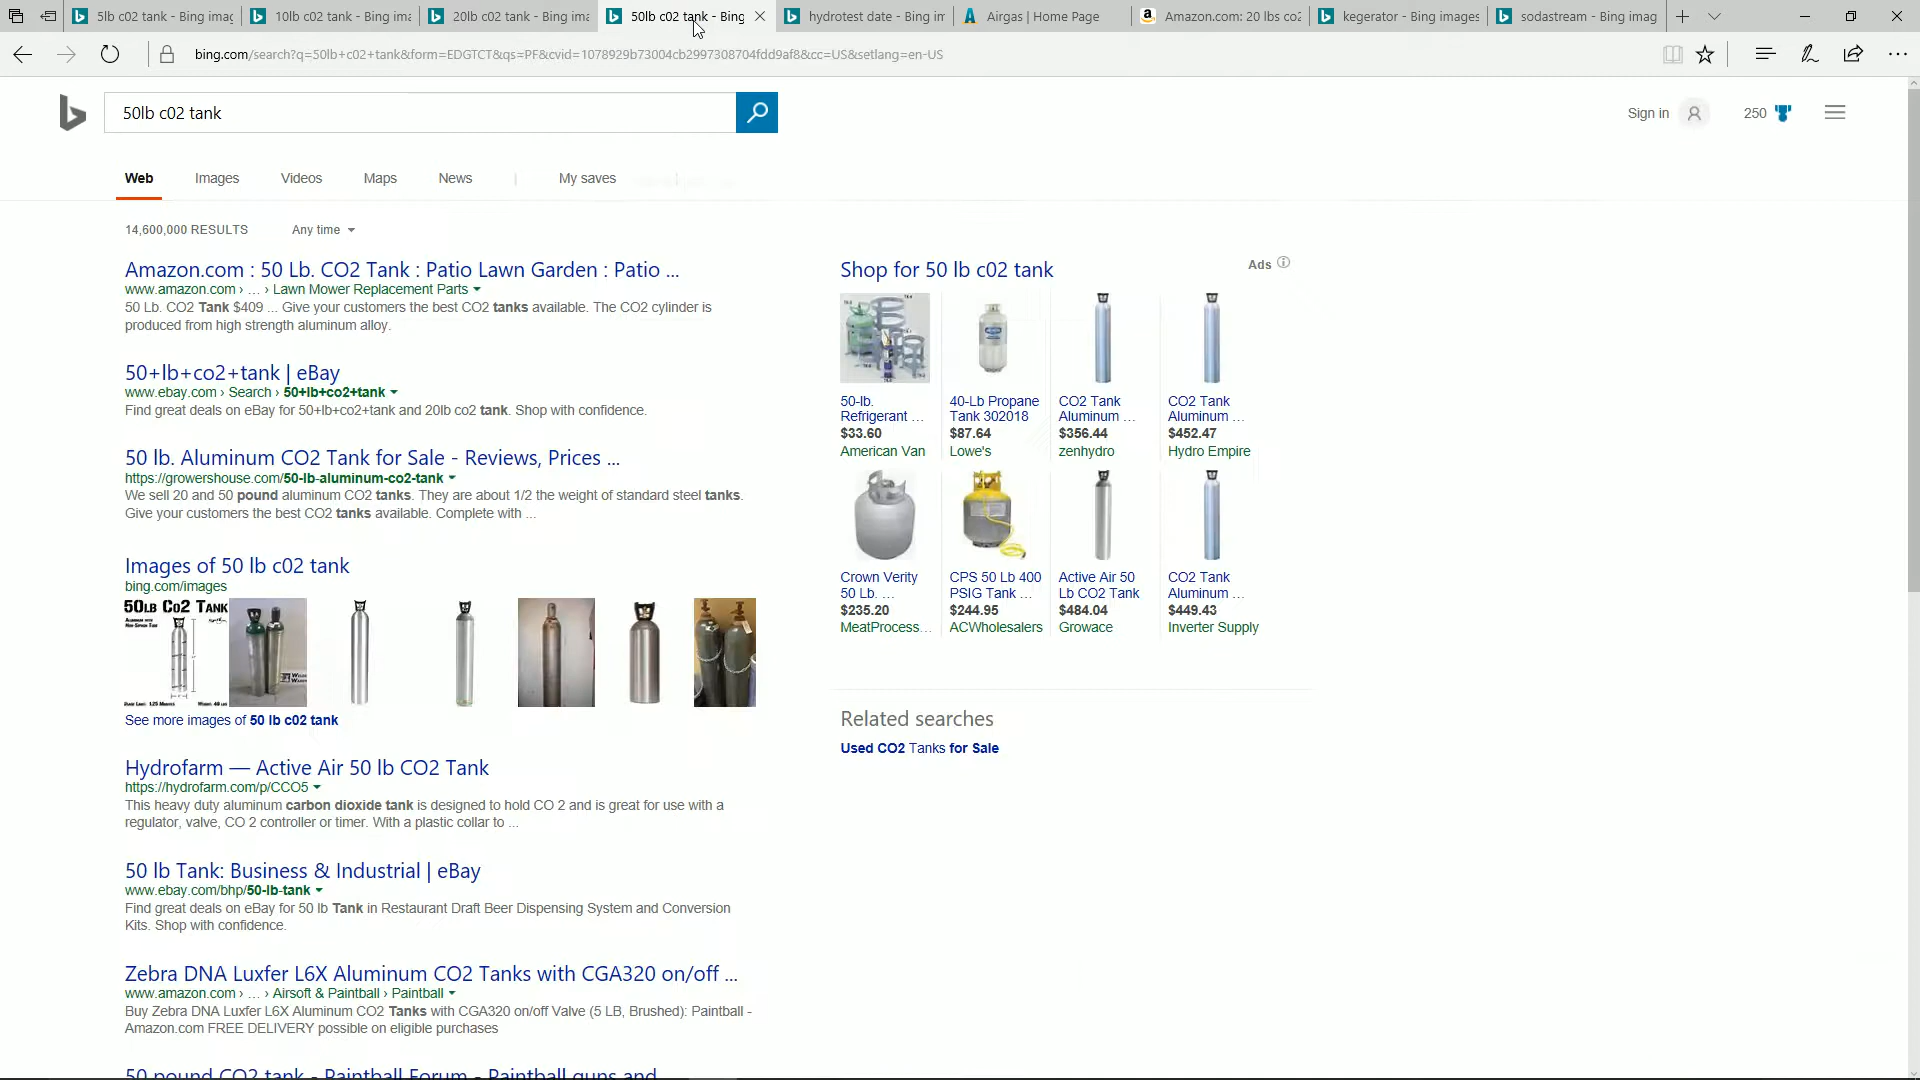 5lb c02 tank - Bing imag
10lb c02 tank - Bing ima
20lb c02 tank - Bing ima
50lb c02 tank - Bing
hydrotest date - Bing im
Airgas | Home Page
Amazon.com: 20 lbs co2
kegerator - Bing images
sodastream - Bing imag
bing.com/search?q=50lb+c02+tank&form=EDGTCT&qs=PF&cvid=1078929b73004cb2997308704fdd9af8&cc=US&setlang=en-US
50lb c02 tank
Sign in
250
Web
Images
Videos
Maps
News
My saves
14,600,000 RESULTS
Any time
Amazon.com : 50 Lb. CO2 Tank : Patio Lawn Garden : Patio ...
www.amazon.com › ... › Lawn Mower Replacement Parts
50 Lb. CO2 Tank $409 ... Give your customers the best CO2 tanks available. The CO2 cylinder is
produced from high strength aluminum alloy.
50+lb+co2+tank | eBay
www.ebay.com › Search › 50+lb+co2+tank
Find great deals on eBay for 50+lb+co2+tank and 20lb co2 tank. Shop with confidence.
50 lb. Aluminum CO2 Tank for Sale - Reviews, Prices ...
https://growershouse.com/50-lb-aluminum-co2-tank
We sell 20 and 50 pound aluminum CO2 tanks. They are about 1/2 the weight of standard steel tanks.
Give your customers the best CO2 tanks available. Complete with ...
Images of 50 lb c02 tank
bing.com/images
50LB CO2 TANK
See more images of 50 lb c02 tank
Hydrofarm — Active Air 50 lb CO2 Tank
https://hydrofarm.com/p/CCO5
This heavy duty aluminum carbon dioxide tank is designed to hold CO 2 and is great for use with a
regulator, valve, CO 2 controller or timer. With a plastic collar to ...
50 lb Tank: Business & Industrial | eBay
www.ebay.com/bhp/50-lb-tank
Find great deals on eBay for 50 lb Tank in Restaurant Draft Beer Dispensing System and Conversion
Kits. Shop with confidence.
Zebra DNA Luxfer L6X Aluminum CO2 Tanks with CGA320 on/off ...
www.amazon.com › ... › Airsoft & Paintball › Paintball
Buy Zebra DNA Luxfer L6X Aluminum CO2 Tanks with CGA320 on/off Valve (5 LB, Brushed): Paintball -
Amazon.com FREE DELIVERY possible on eligible purchases
50 pound CO2 tank - Paintball Forum - Paintball guns and
Shop for 50 lb c02 tank
Ads
50-lb.
Refrigerant ...
$33.60
American Van
40-Lb Propane
Tank 302018
$87.64
Lowe's
CO2 Tank
Aluminum ...
$356.44
zenhydro
CO2 Tank
Aluminum ...
$452.47
Hydro Empire
Crown Verity
50 Lb. ...
$235.20
MeatProcess...
CPS 50 Lb 400
PSIG Tank ...
$244.95
ACWholesalers
Active Air 50
Lb CO2 Tank
$484.04
Growace
CO2 Tank
Aluminum ...
$449.43
Inverter Supply
Related searches
Used CO2 Tanks for Sale